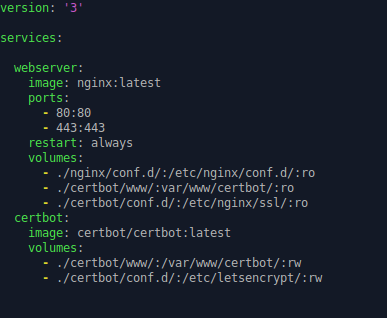 version: '3'
services:
  webserver:
    image: nginx:latest
    ports:
      - 80:80
      - 443:443
    restart: always
    volumes:
      - ./nginx/conf.d/:/etc/nginx/conf.d/:ro
      - ./certbot/www/:var/www/certbot/:ro
      - ./certbot/conf.d/:/etc/nginx/ssl/:ro
  certbot:
    image: certbot/certbot:latest
    volumes:
      - ./certbot/www/:/var/www/certbot/:rw
      - ./certbot/conf.d/:/etc/letsencrypt/:rw